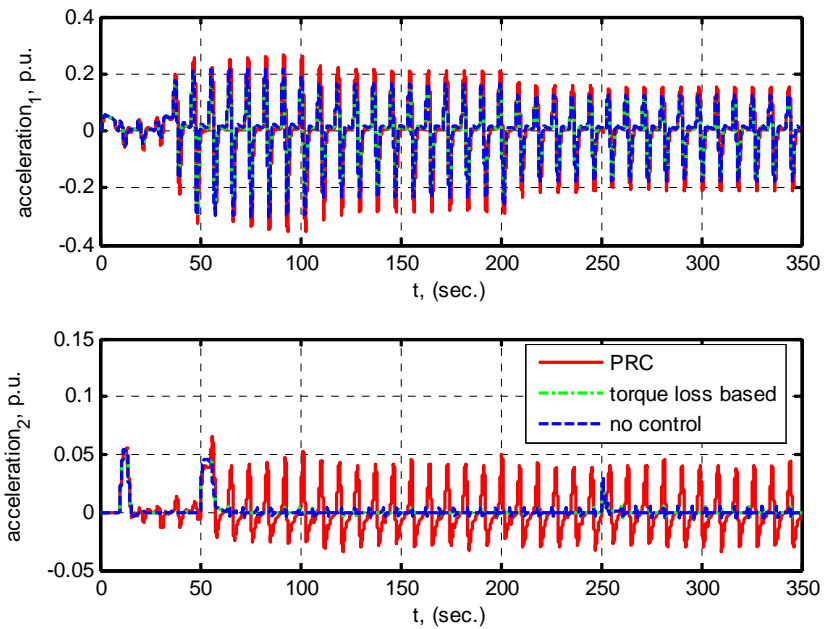 0.4
0.2
0
-0.2
-0.4
acceleration1, p.u.
0 50 100 150 200 250 300 350
t, (sec.)
0.15
0.1
0.05
0
-0.05
acceleration2, p.u.
PRC
torque loss based
no control
0 50 100 150 200 250 300 350
t, (sec.)